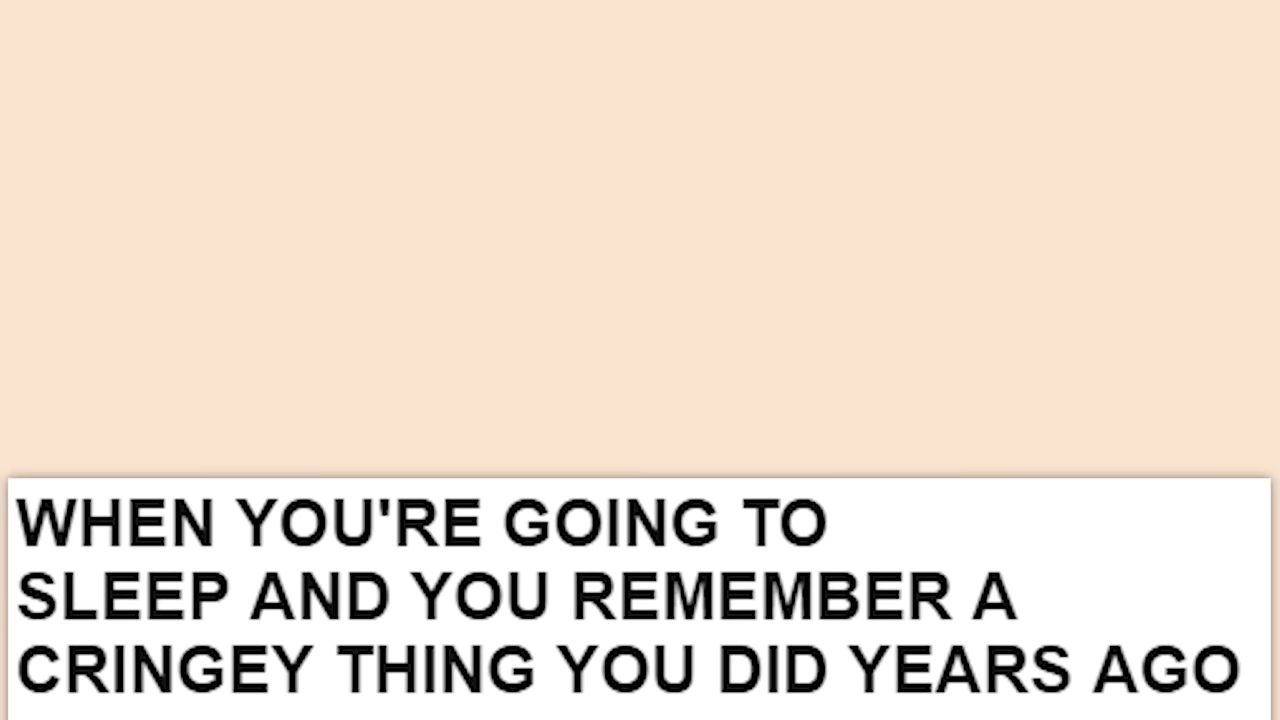 WHEN YOU'RE GOING TO
SLEEP AND YOU REMEMBER A
CRINGEY THING YOU DID YEARS AGO